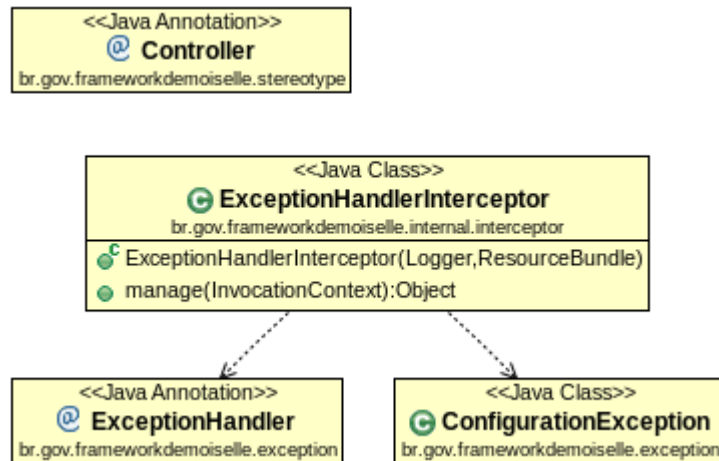 <<Java Annotation>>
@ Controller
br.gov.frameworkdemoiselle.stereotype
<<Java Class>>
C ExceptionHandlerInterceptor
br.gov.frameworkdemoiselle.internal.interceptor
C ExceptionHandlerInterceptor(Logger,ResourceBundle)
manage(InvocationContext):Object
<<Java Annotation>>
@ ExceptionHandler
br.gov.frameworkdemoiselle.exception
<<Java Class>>
C ConfigurationException
br.gov.frameworkdemoiselle.exception